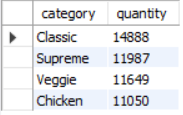 category quantity
Classic 14888
Supreme 11987
Veggie 11649
Chicken 11050